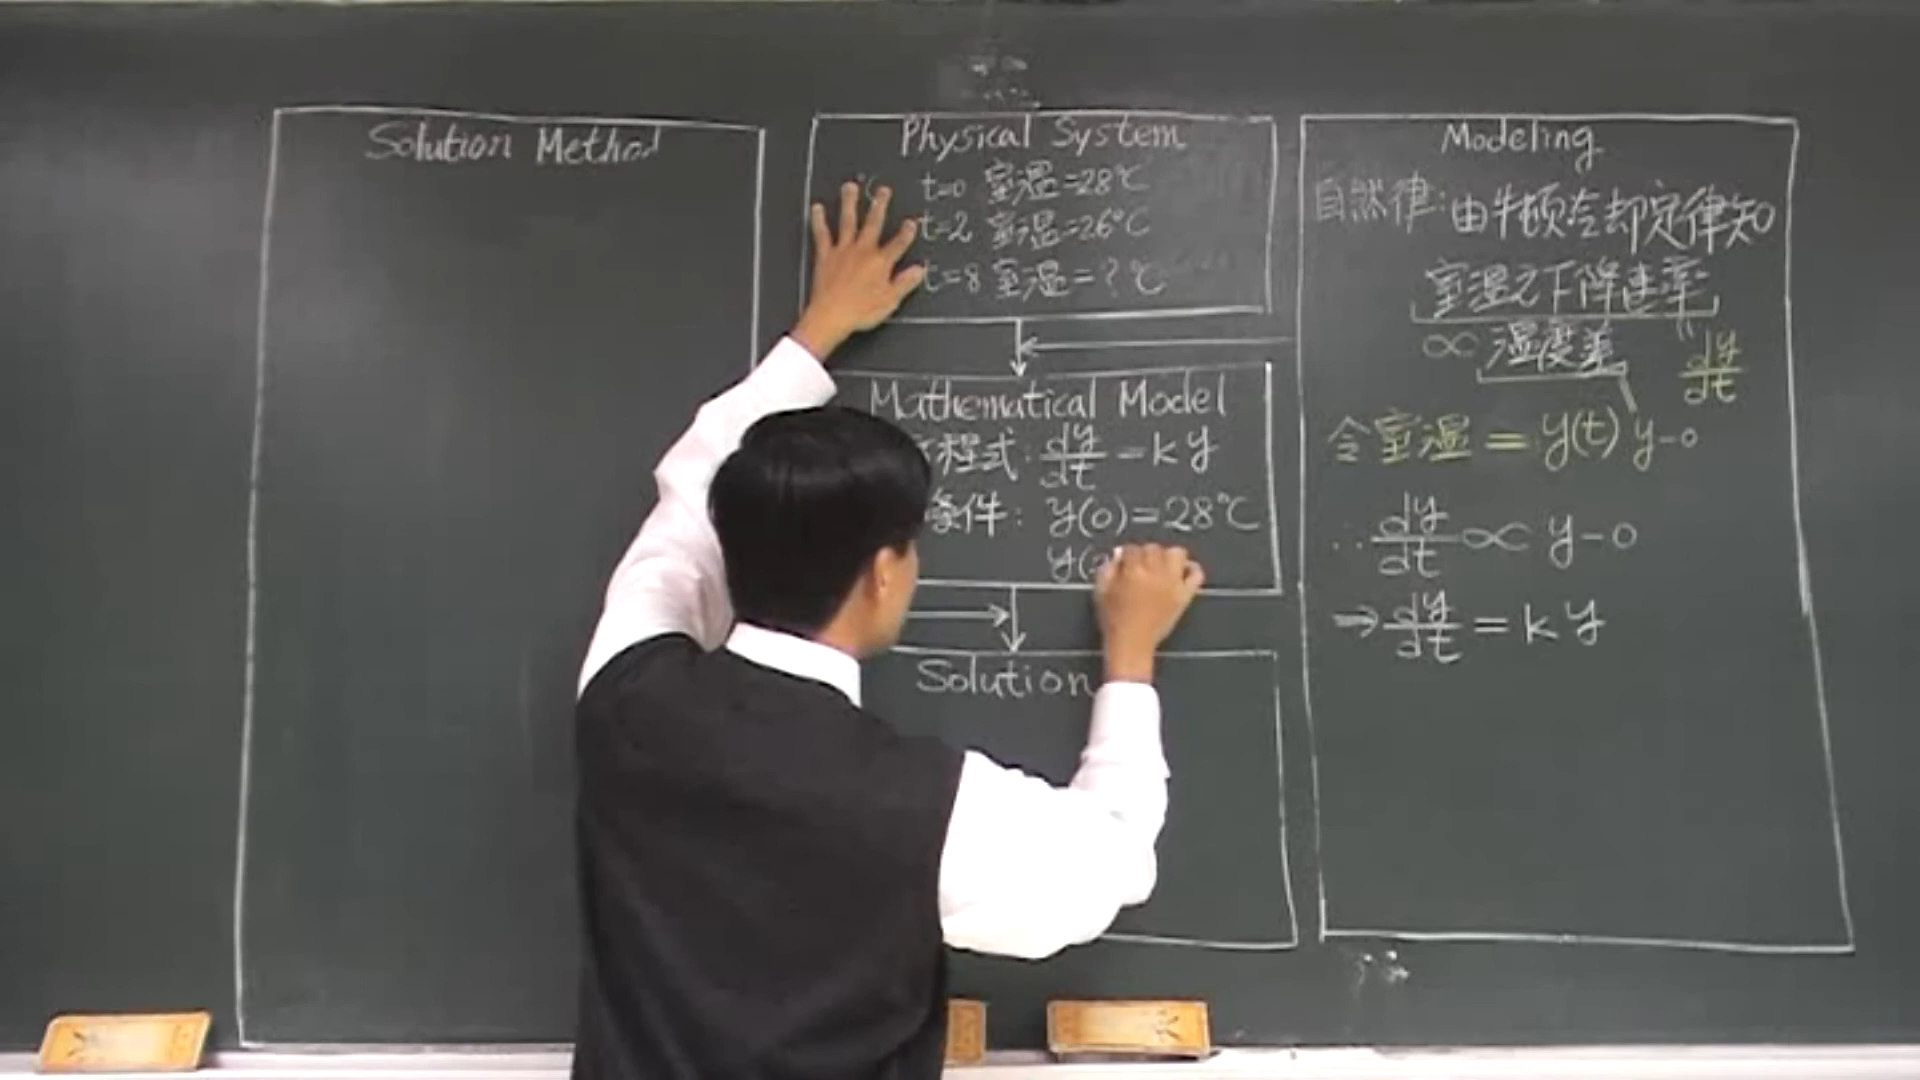 Solution Method
Physical System
°C t=0 室溫=28°C
t=2 室溫=26°C
t=8 室溫=?°C
Mathematical Model
程式: dy/dt = ky
條件: y(0)=28°C
y(2
Solution
Modeling
自然律:由牛頓冷却定律知
室溫之下降速率
∝ 溫度差 " dy/dt
令室溫 = y(t) y-0
∴ dy/dt ∝ y-0
⇒ dy/dt = ky